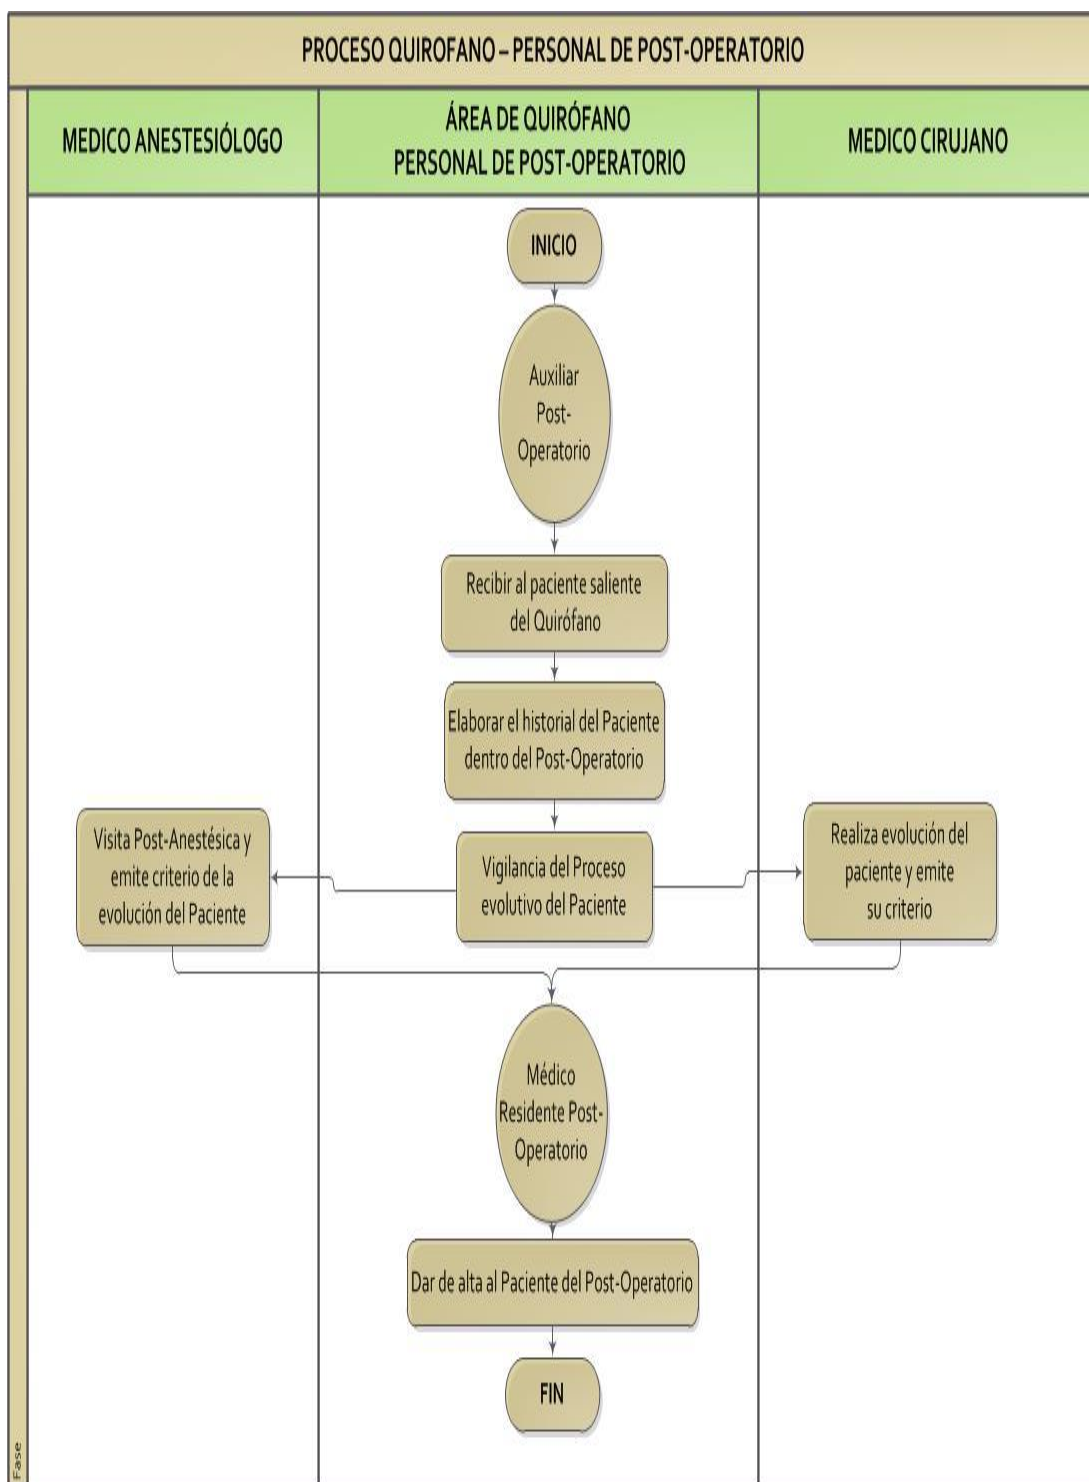 PROCESO QUIROFANO – PERSONAL DE POST-OPERATORIO
MEDICO ANESTESIÓLOGO
ÁREA DE QUIRÓFANO
PERSONAL DE POST-OPERATORIO
MEDICO CIRUJANO
INICIO
Auxiliar
Post-
Operatorio
Recibir al paciente saliente
del Quirófano
Elaborar el historial del Paciente
dentro del Post-Operatorio
Visita Post-Anestésica y
emite criterio de la
evolución del Paciente
Vigilancia del Proceso
evolutivo del Paciente
Realiza evolución del
paciente y emite
su criterio
Médico
Residente Post-
Operatorio
Dar de alta al Paciente del Post-Operatorio
FIN
Fase